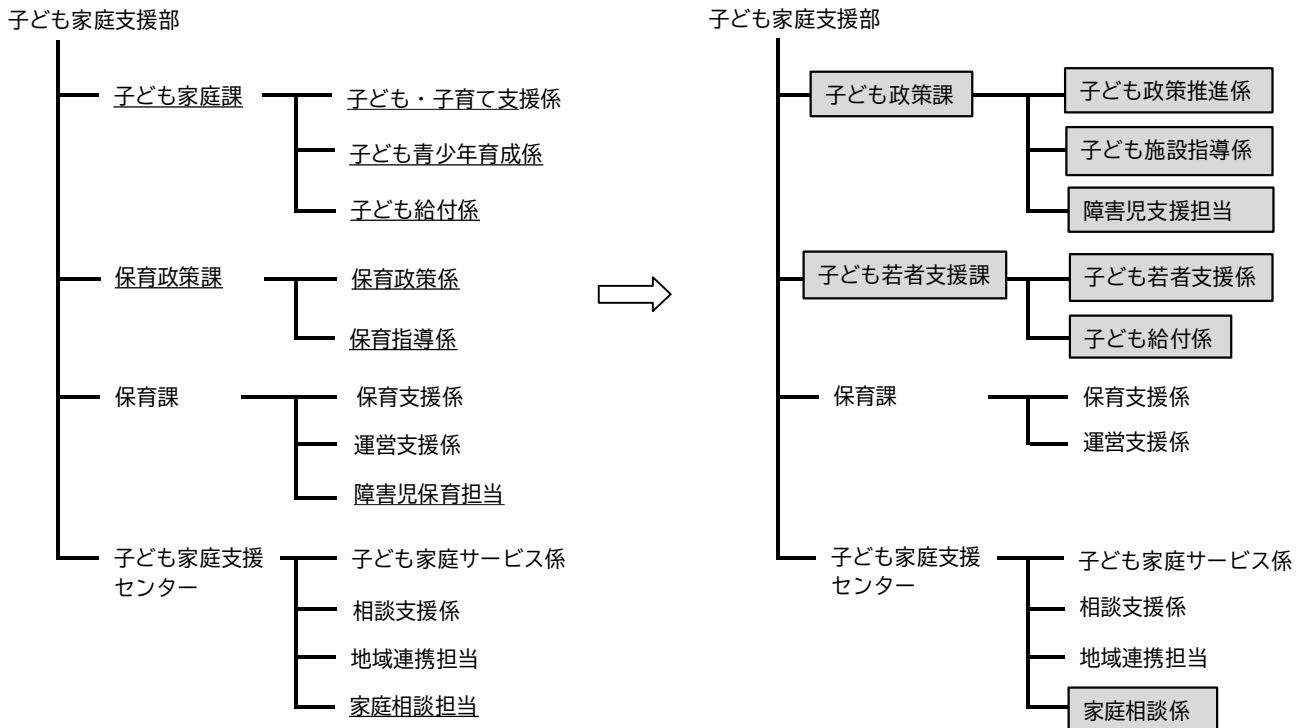 子ども家庭支援部
子ども家庭課
子ども・子育て支援係
子ども青少年育成係
子ども給付係
保育政策課
保育政策係
保育指導係
保育課
保育支援係
運営支援係
障害児保育担当
子ども家庭支援
センター
子ども家庭サービス係
相談支援係
地域連携担当
家庭相談担当
子ども家庭支援部
子ども政策課
子ども政策推進係
子ども施設指導係
障害児支援担当
子ども若者支援課
子ども若者支援係
子ども給付係
保育課
保育支援係
運営支援係
子ども家庭支援
センター
子ども家庭サービス係
相談支援係
地域連携担当
家庭相談係